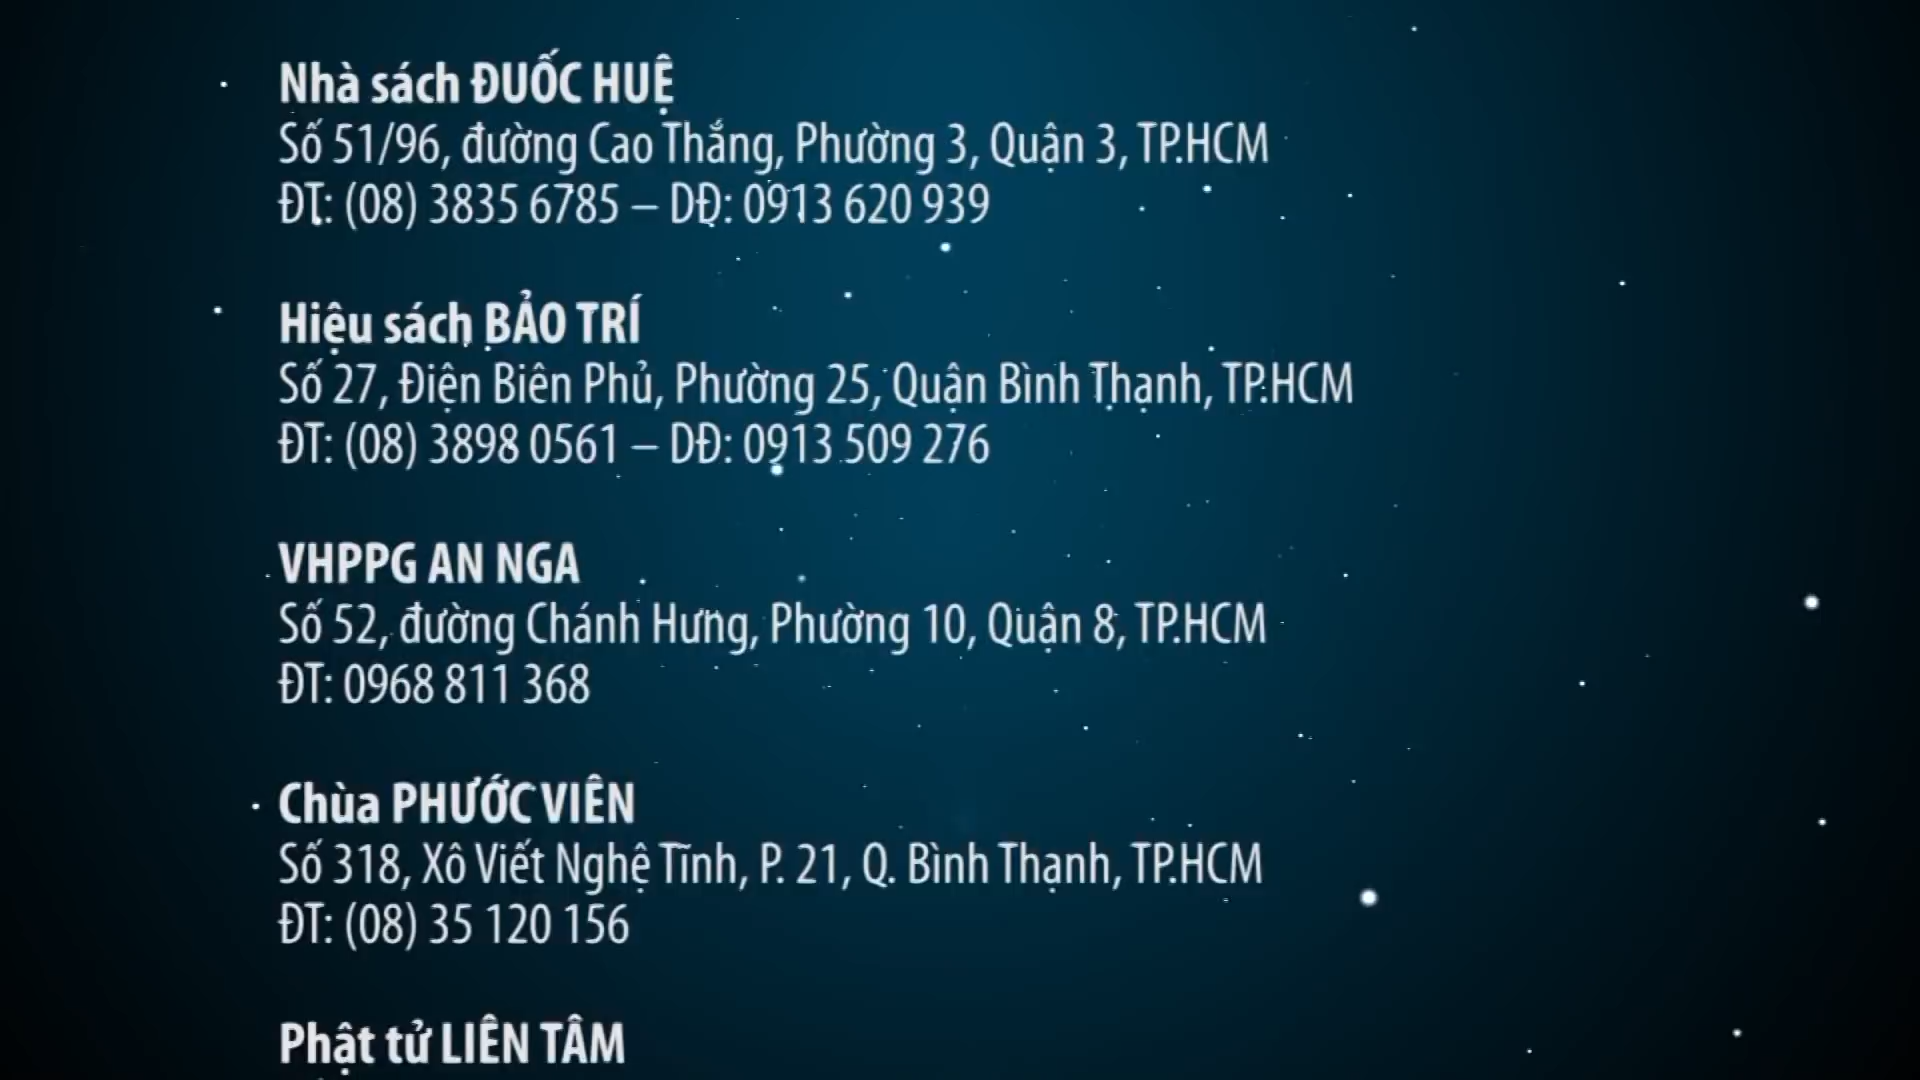 Nhà sách ĐUỐC HUỆ
Số 51/96, đường Cao Thắng, Phường 3, Quận 3, TP.HCM
ĐT: (08) 3835 6785 – DĐ: 0913 620 939
Hiệu sách BẢO TRÍ
Số 27, Điện Biên Phủ, Phường 25, Quận Bình Thạnh, TP.HCM
ĐT: (08) 3898 0561 – DĐ: 0913 509 276
VHPPG AN NGA
Số 52, đường Chánh Hưng, Phường 10, Quận 8, TP.HCM
ĐT: 0968 811 368
Chùa PHƯỚC VIÊN
Số 318, Xô Viết Nghệ Tĩnh, P. 21, Q. Bình Thạnh, TP.HCM
ĐT: (08) 35 120 156
Phật tử LIÊN TÂM